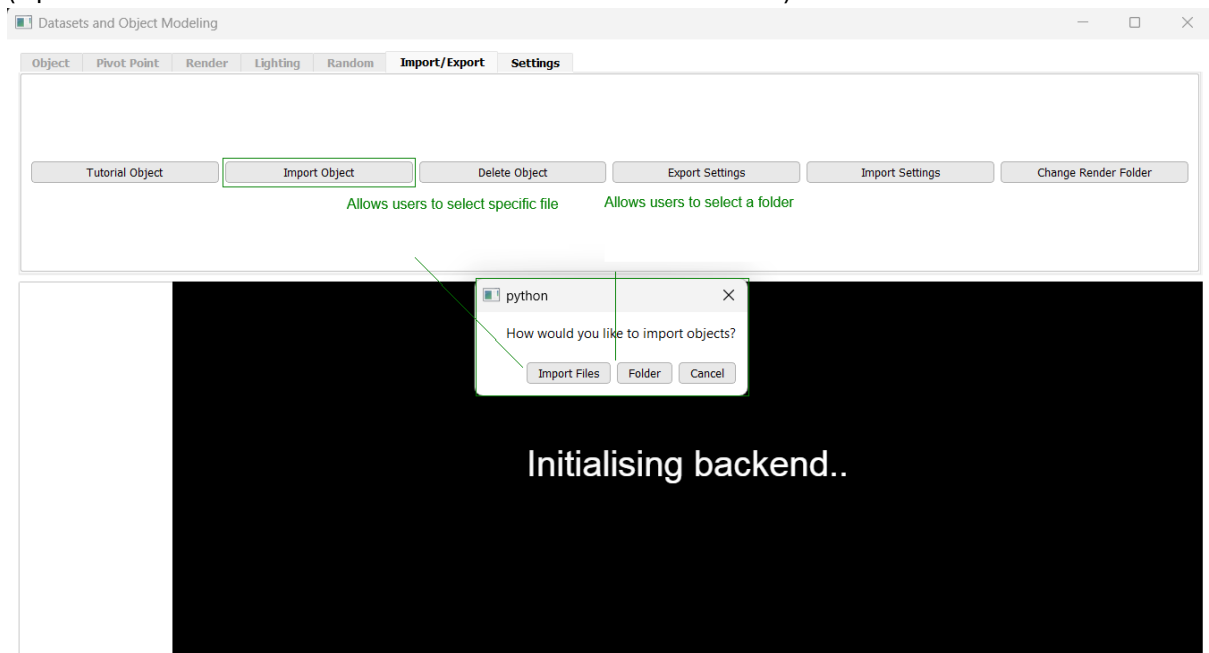 Datasets and Object Modeling
Object Pivot Point Render Lighting Random Import/Export Settings
Tutorial Object Import Object Delete Object Export Settings Import Settings Change Render Folder
Allows users to select specific file Allows users to select a folder
python
How would you like to import objects?
Import Files Folder Cancel
Initialising backend..